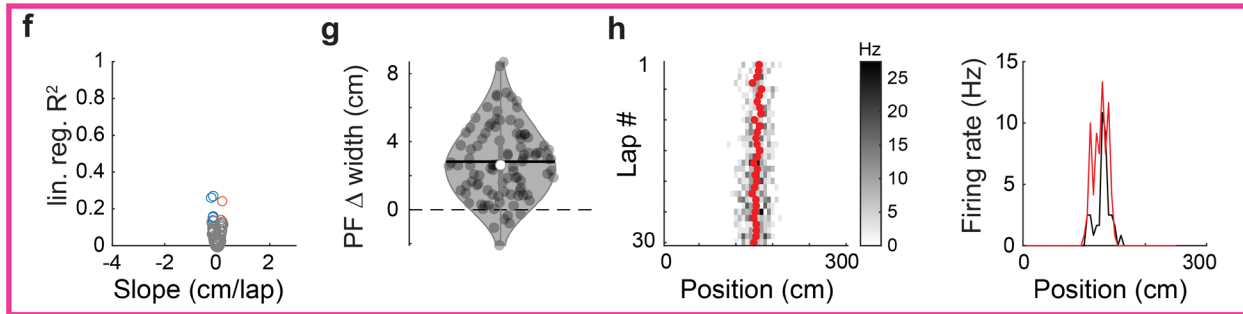 f
lin. reg. R²
1
0.8
0.6
0.4
0.2
0
-4
-2
0
2
Slope (cm/lap)
g
PF Δ width (cm)
8
4
0
h
Lap #
1
30
0
300
Position (cm)
Hz
25
20
15
10
5
0
Firing rate (Hz)
15
10
5
0
0
300
Position (cm)